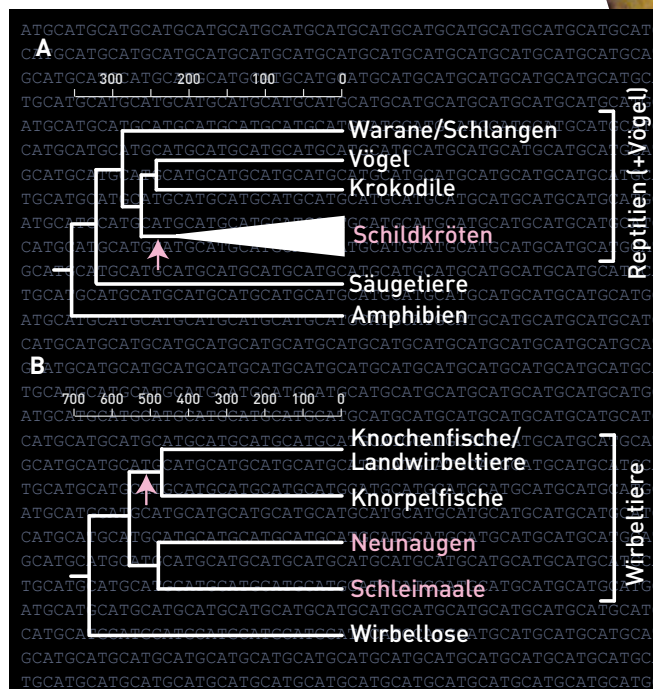 A
300 200 100 0
Warane/Schlangen
Vögel
Krokodile
Schildkröten
Säugetiere
Amphibien
Reptilien (+Vögel)
B
700 600 500 400 300 200 100 0
Knochenfische/
Landwirbeltiere
Knorpelfische
Neunaugen
Schleimaale
Wirbellose
Wirbeltiere